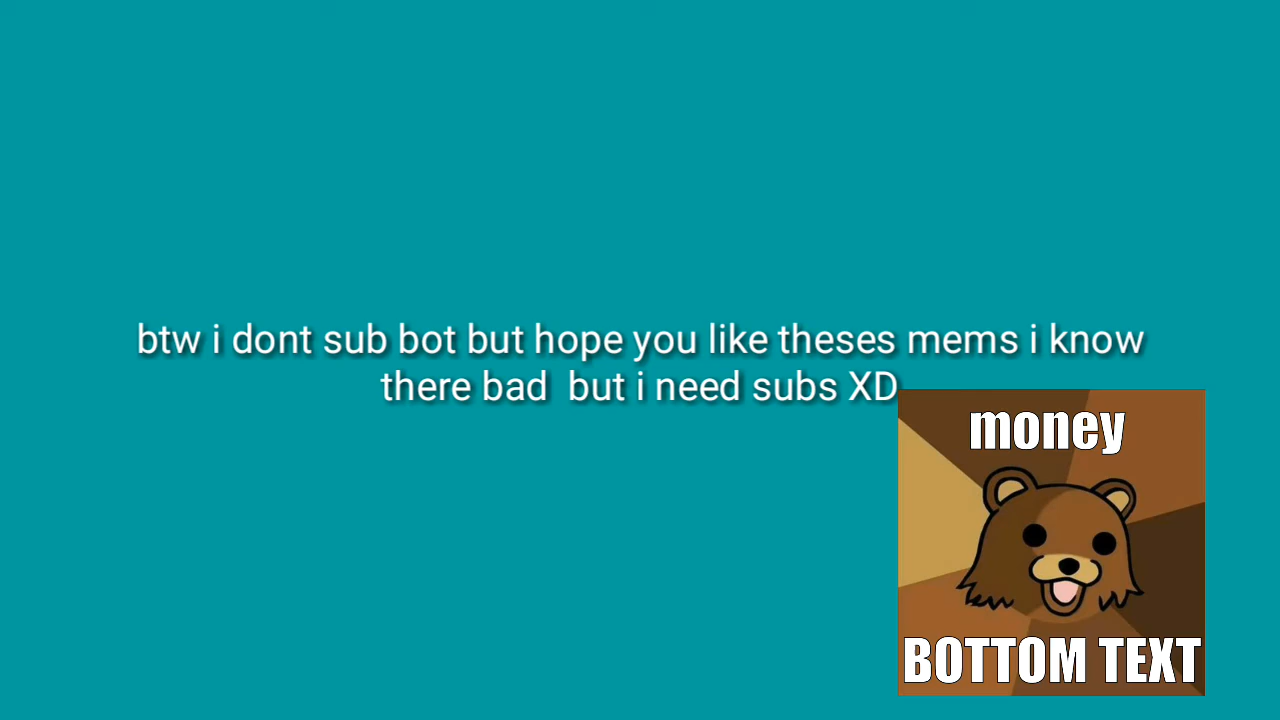 btw i dont sub bot but hope you like theses mems i know
there bad  but i need subs XD
money
BOTTOM TEXT